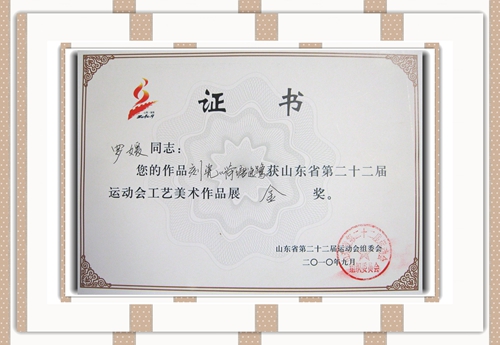 证 书
罗媛同志：
您的作品刘 获山东省第二十二届
运动会工艺美术作品展 金 奖。
山东省第二十二届运动会组委会
二〇一〇年九月